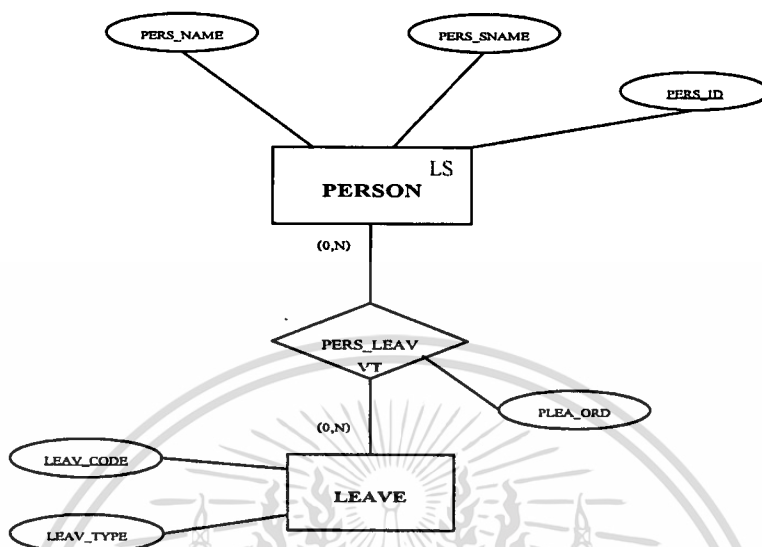 PERS_NAME
PERS_SNAME
PERS_ID
LS
PERSON
(0,N)
PERS_LEAV
VT
PLEA_ORD
(0,N)
LEAV_CODE
LEAVE
LEAV_TYPE